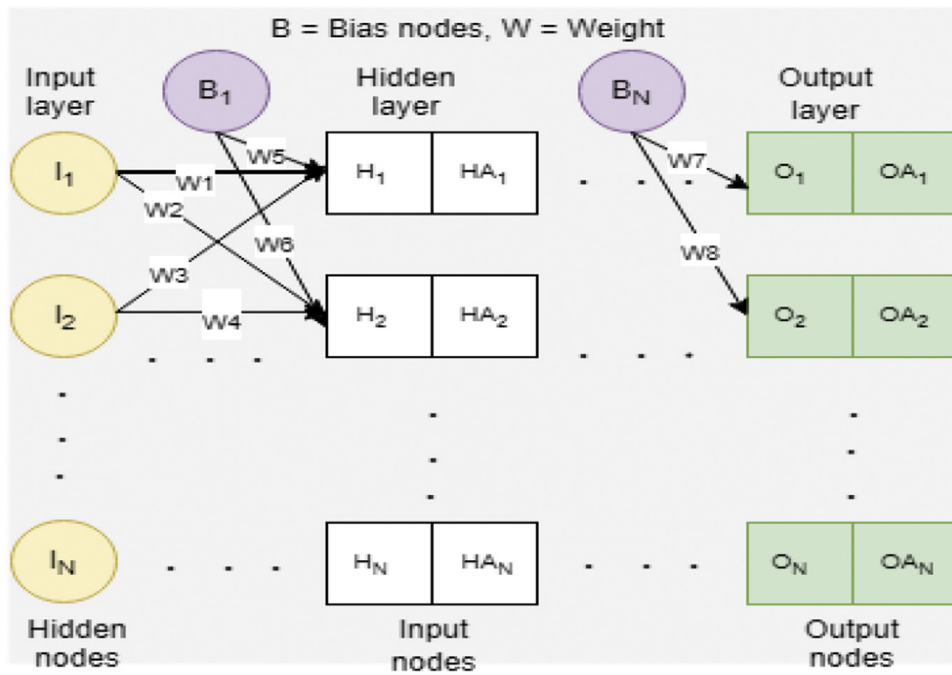 B = Bias nodes, W = Weight
Input
layer
B1
Hidden
layer
BN
Output
layer
I1
W1
W5
H1
HA1
W7
O1
OA1
W2
W3
W6
W8
I2
W4
H2
HA2
O2
OA2
IN
HN
HAN
ON
OAN
Hidden
nodes
Input
nodes
Output
nodes